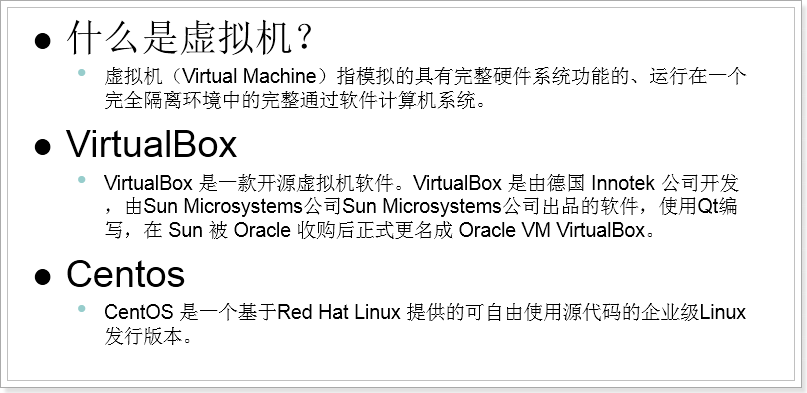 什么是虚拟机？
虚拟机（Virtual Machine）指模拟的具有完整硬件系统功能的、运行在一个
完全隔离环境中的完整通过软件计算机系统。
VirtualBox
VirtualBox 是一款开源虚拟机软件。VirtualBox 是由德国 Innotek 公司开发
，由Sun Microsystems公司Sun Microsystems公司出品的软件，使用Qt编
写，在 Sun 被 Oracle 收购后正式更名成 Oracle VM VirtualBox。
Centos
CentOS 是一个基于Red Hat Linux 提供的可自由使用源代码的企业级Linux
发行版本。